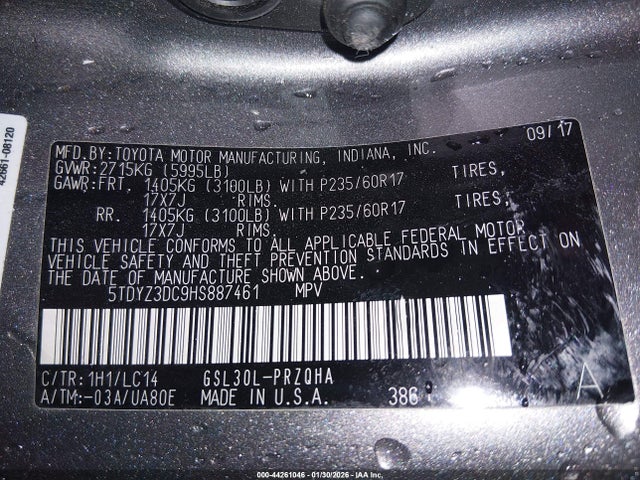 42661-08120
MFD.BY: TOYOTA MOTOR MANUFACTURING, INDIANA, INC. 09/17
GVWR: 2715KG (5995LB)
GAWR: FRT. 1405KG (3100LB) WITH P235/60R17 TIRES,
17X7J RIMS.
RR. 1405KG (3100LB) WITH P235/60R17 TIRES,
17X7J RIMS.
THIS VEHICLE CONFORMS TO ALL APPLICABLE FEDERAL MOTOR
VEHICLE SAFETY AND THEFT PREVENTION STANDARDS IN EFFECT ON
THE DATE OF MANUFACTURE SHOWN ABOVE.
5TDYZ3DC9HS887461 MPV
C/TR: 1H1/LC14 GSL30L-PRZQHA
A/TM: -03A/UA80E MADE IN U.S.A. 386 A
000-44261046 - 01/30/2026 - IAA Inc.